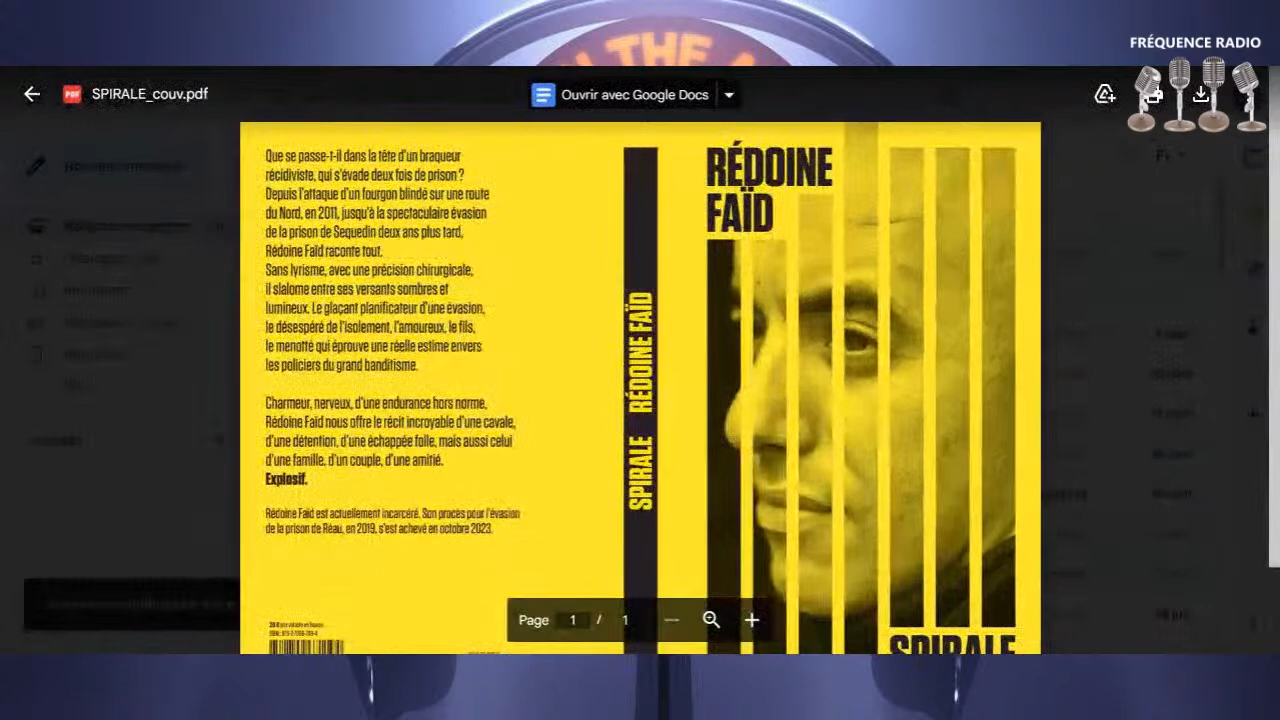 ON THE A
FRÉQUENCE RADIO
PDF
SPIRALE_couv.pdf
Ouvrir avec Google Docs
Que se passe-t-il dans la tête d'un braqueur
récidiviste, qui s'évade deux fois de prison ?
Depuis l'attaque d'un fourgon blindé sur une route
du Nord, en 2011, jusqu'à la spectaculaire évasion
de la prison de Sequedin deux ans plus tard,
Rédoine Faïd raconte tout.
Sans lyrisme, avec une précision chirurgicale,
il slalome entre ses versants sombres et
lumineux. Le glaçant planificateur d'une évasion,
le désespéré de l'isolement, l'amoureux, le fils,
le menotté qui éprouve une réelle estime envers
les policiers du grand banditisme.
Charmeur, nerveux, d'une endurance hors norme,
Rédoine Faïd nous offre le récit incroyable d'une cavale,
d'une détention, d'une échappée folle, mais aussi celui
d'une famille, d'un couple, d'une amitié.
Explosif.
Rédoine Faïd est actuellement incarcéré. Son procès pour l'évasion
de la prison de Réau, en 2019, s'est achevé en octobre 2023.
SPIRALE RÉDOINE FAÏD
RÉDOINE
FAÏD
SPIRALE
Page 1 / 1